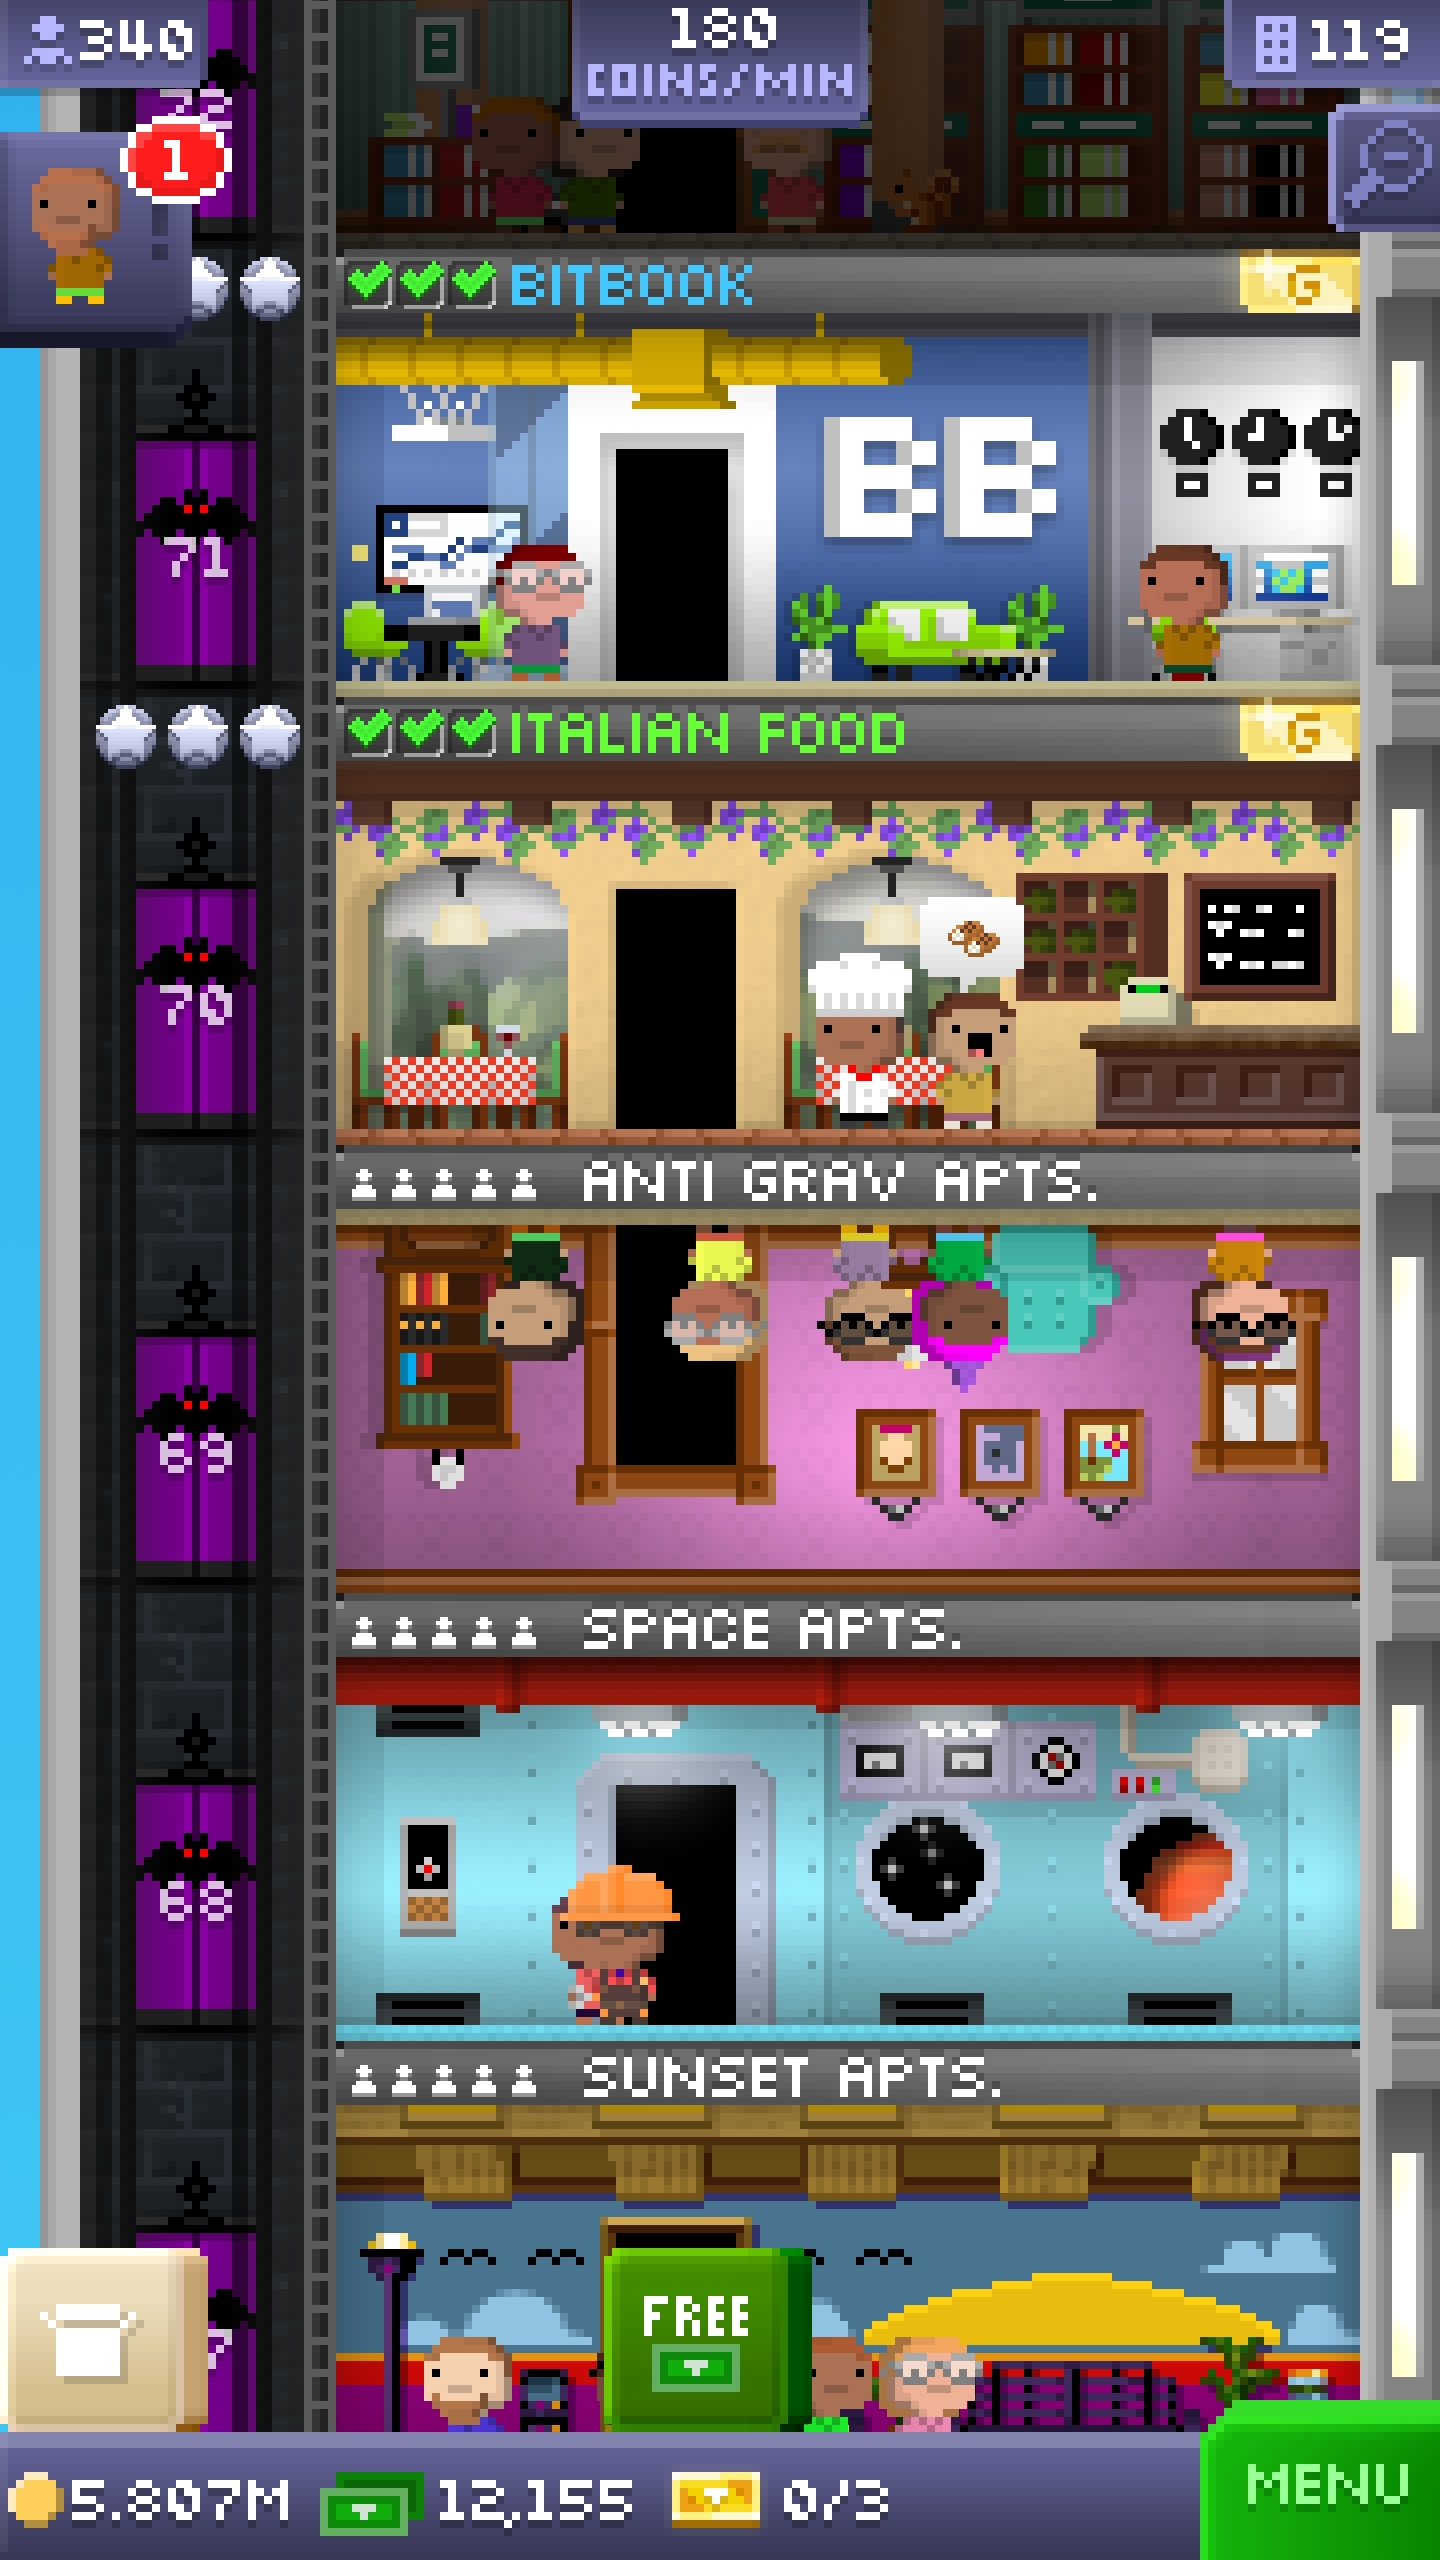 340
180
COINS/MIN
119
1
BITBOOK
G
BB
71
ITALIAN FOOD
G
70
ANTI GRAV APTS.
69
SPACE APTS.
68
SUNSET APTS.
FREE
5.807M
12,155
0/3
MENU